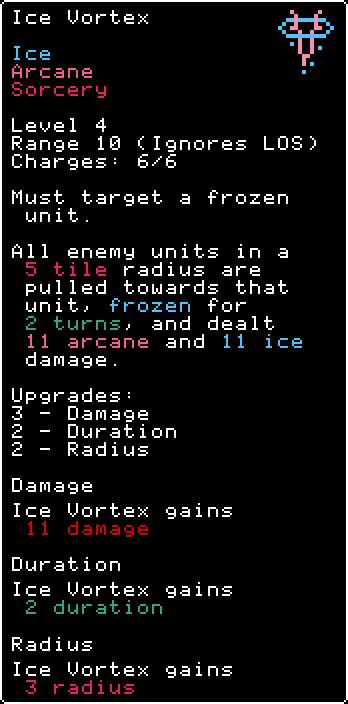 Ice Vortex
Ice
Arcane
Sorcery
Level 4
Range 10 (Ignores LOS)
Charges: 6/6
Must target a frozen
unit.
All enemy units in a
5 tile radius are
pulled towards that
unit, frozen for
2 turns, and dealt
11 arcane and 11 ice
damage.
Upgrades:
3 - Damage
2 - Duration
2 - Radius
Damage
Ice Vortex gains
11 damage
Duration
Ice Vortex gains
2 duration
Radius
Ice Vortex gains
3 radius